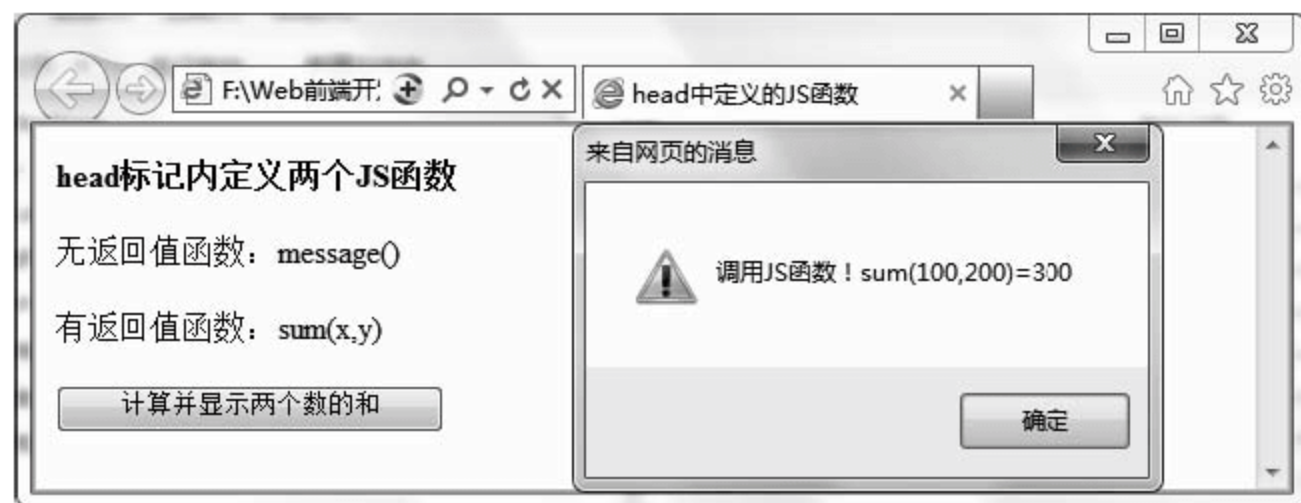 F:\Web前端开
head中定义的JS函数
head标记内定义两个JS函数
无返回值函数：message()
有返回值函数：sum(x,y)
计算并显示两个数的和
来自网页的消息
调用JS函数！sum(100,200)=300
确定